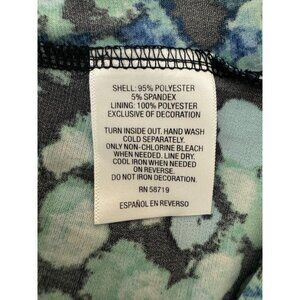 SHELL: 95% POLYESTER
5% SPANDEX
LINING: 100% POLYESTER
EXCLUSIVE OF DECORATION
TURN INSIDE OUT. HAND WASH
COLD SEPARATELY.
ONLY NON-CHLORINE BLEACH
WHEN NEEDED. LINE DRY.
COOL IRON WHEN NEEDED
ON REVERSE.
DO NOT IRON DECORATION.
RN 58719
ESPAÑOL EN REVERSO